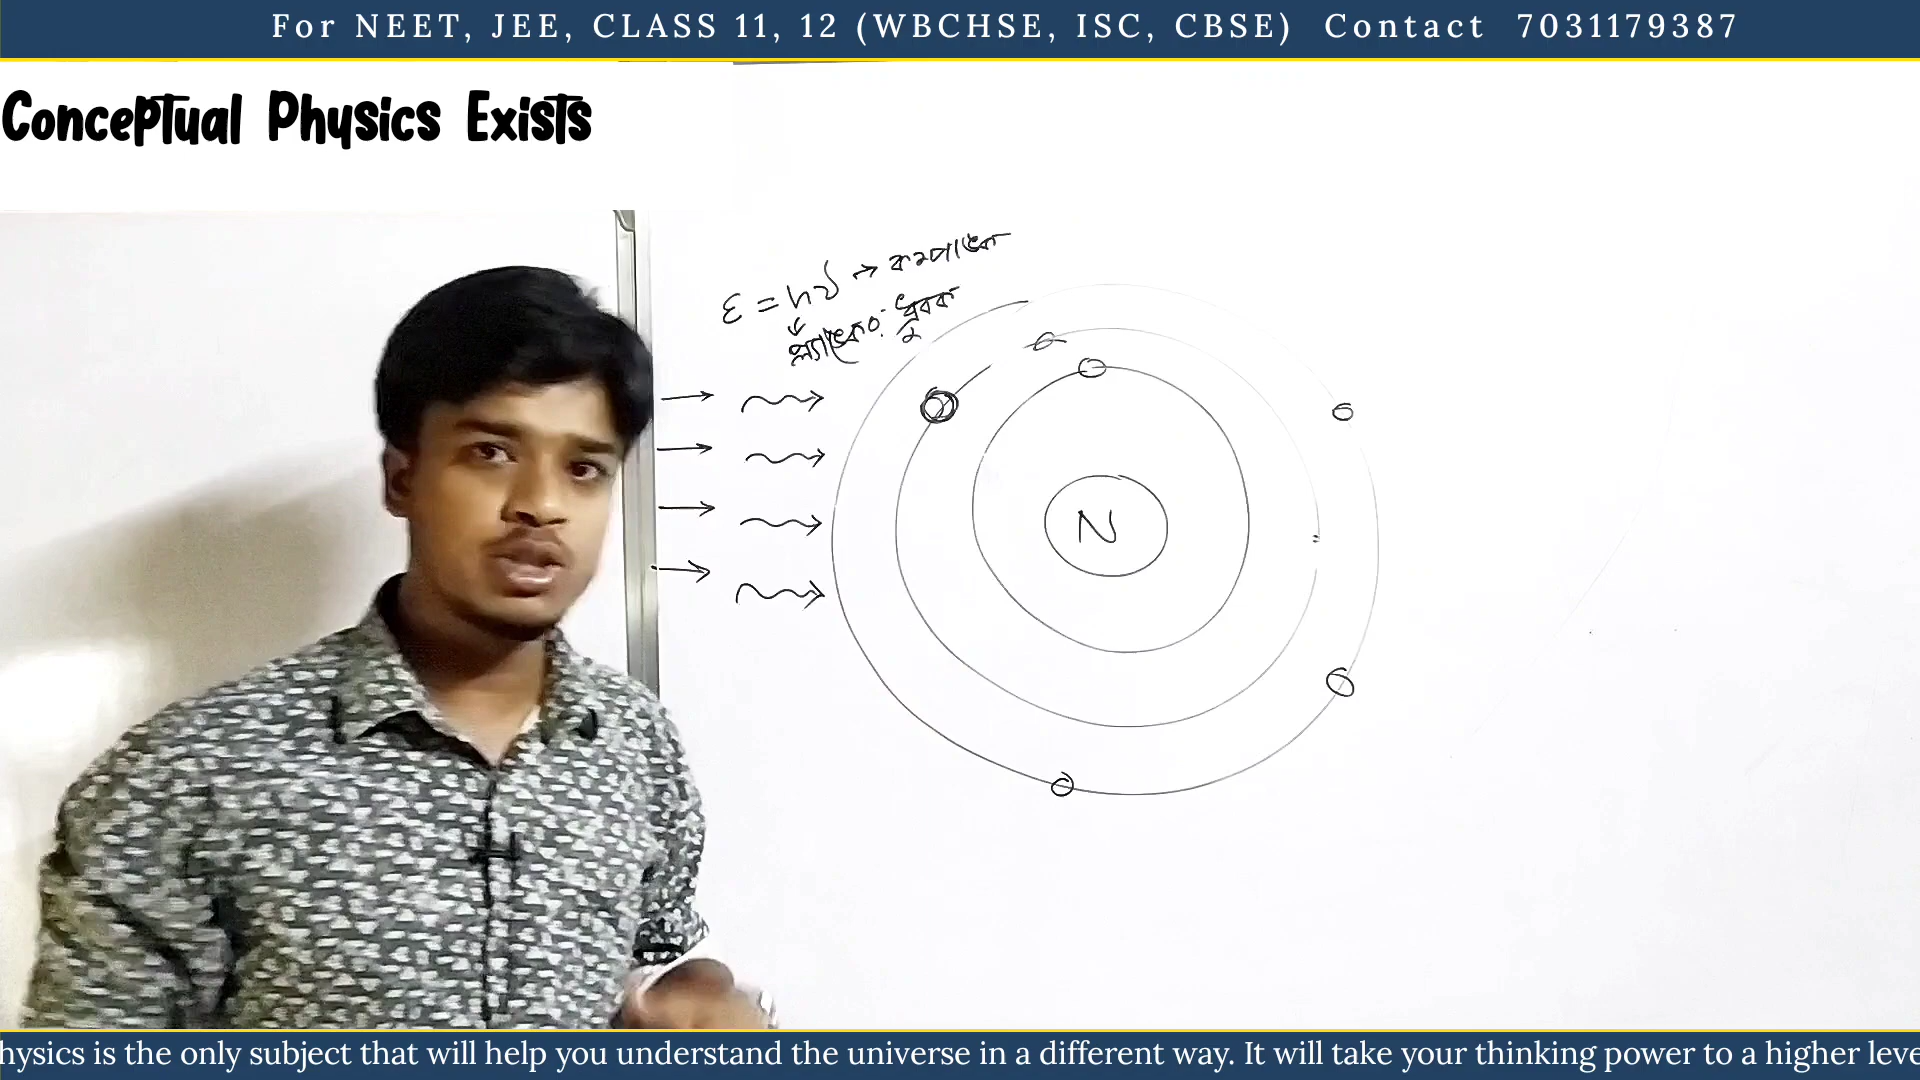 For NEET, JEE, CLASS 11, 12 (WBCHSE, ISC, CBSE) Contact 7031179387
Conceptual Physics Exists
E = hν → কম্পাঙ্ক
প্ল্যাঙ্কের ধ্রুবক
N
hysics is the only subject that will help you understand the universe in a different way. It will take your thinking power to a higher leve